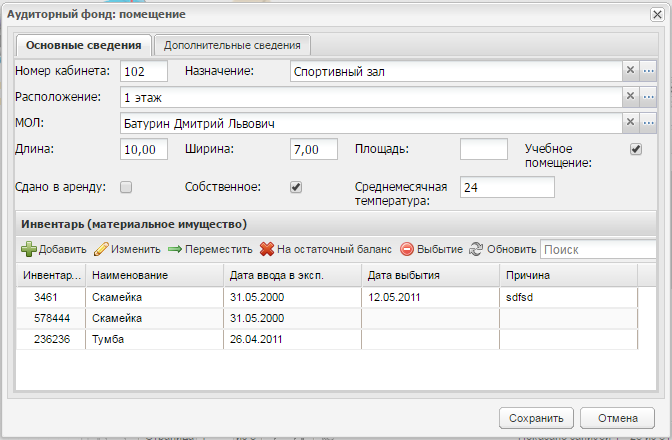 Аудиторный фонд: помещение
Основные сведения Дополнительные сведения
Номер кабинета: 102 Назначение: Спортивный зал
Расположение: 1 этаж
МОЛ: Батурин Дмитрий Львович
Длина: 10,00 Ширина: 7,00 Площадь: Учебное помещение:
Сдано в аренду: Собственное: Среднемесячная температура: 24
Инвентарь (материальное имущество)
Добавить Изменить Переместить На остаточный баланс Выбытие Обновить Поиск
Инвентар... Наименование Дата ввода в эксп. Дата выбытия Причина
3461 Скамейка 31.05.2000 12.05.2011 sdfsd
578444 Скамейка 31.05.2000
236236 Тумба 26.04.2011
Сохранить Отмена